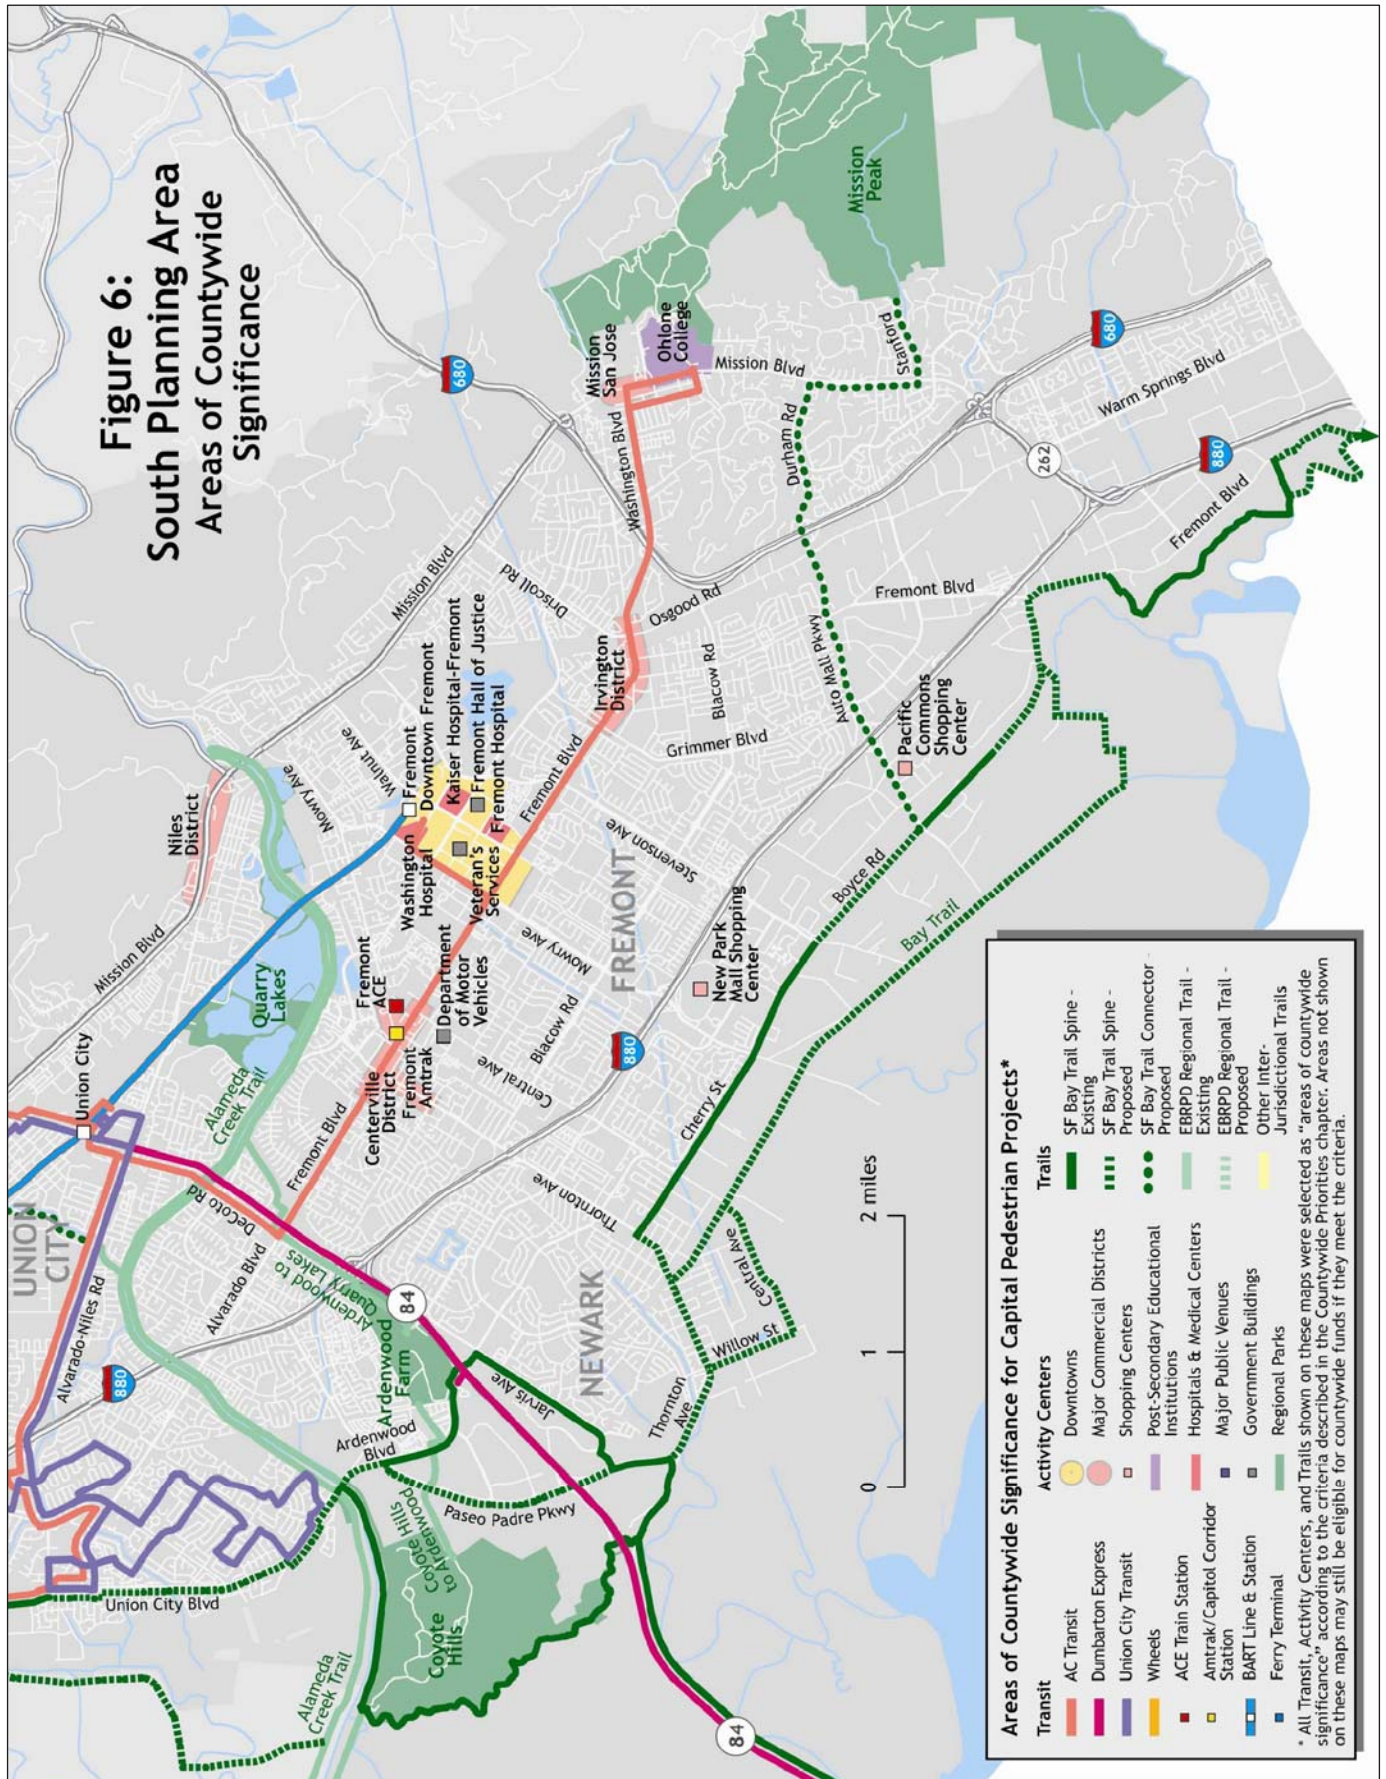 Figure 6:
South Planning Area
Areas of Countywide
Significance
680
Mission
Peak
Mission
San Jose
Ohlone
College
Mission Blvd
Stanford
Washington Blvd
Durham Rd
680
Warm Springs Blvd
262
880
Fremont Blvd
Mission Blvd
Driscoll Rd
Osgood Rd
Fremont Blvd
Irvington
District
Blacow Rd
Grimmer Blvd
Auto Mall Pkwy
Pacific
Commons
Shopping
Center
Niles
District
Mowry Ave
Walnut Ave
Fremont
Downtown Fremont
Kaiser Hospital-Fremont
Fremont Hall of Justice
Fremont Hospital
Washington
Hospital
Veteran's
Services
Fremont Blvd
Stevenson Ave
FREMONT
Mission Blvd
Quarry
Lakes
Fremont
ACE
Department
of Motor
Vehicles
Mowry Ave
Blacow Rd
New Park
Mall Shopping
Center
Boyce Rd
Bay Trail
Union City
Alameda
Creek Trail
Centerville
District
Fremont
Amtrak
Central Ave
880
Fremont Blvd
Cherry St
Thornton Ave
UNION
CITY
DeCoto Rd
Alvarado Blvd
Ardenwood to
Quarry Lakes
84
Alvarado-Niles Rd
880
Ardenwood
Farm
NEWARK
Central Ave
Willow St
Jarvis Ave
Thornton
Ave
Ardenwood
Blvd
Paseo Padre Pkwy
Coyote Hills
to Ardenwood
Union City Blvd
Coyote
Hills
Alameda
Creek Trail
84
0
1
2 miles
Areas of Countywide Significance for Capital Pedestrian Projects*
Transit
AC Transit
Dumbarton Express
Union City Transit
Wheels
ACE Train Station
Amtrak/Capitol Corridor
Station
BART Line & Station
Ferry Terminal
Activity Centers
Downtowns
Major Commercial Districts
Shopping Centers
Post-Secondary Educational
Institutions
Hospitals & Medical Centers
Major Public Venues
Government Buildings
Regional Parks
Trails
SF Bay Trail Spine -
Existing
SF Bay Trail Spine -
Proposed
SF Bay Trail Connector -
Proposed
EBRPD Regional Trail -
Existing
EBRPD Regional Trail -
Proposed
Other Inter-
Jurisdictional Trails
* All Transit, Activity Centers, and Trails shown on these maps were selected as "areas of countywide
significance" according to the criteria described in the Countywide Priorities chapter. Areas not shown
on these maps may still be eligible for countywide funds if they meet the criteria.